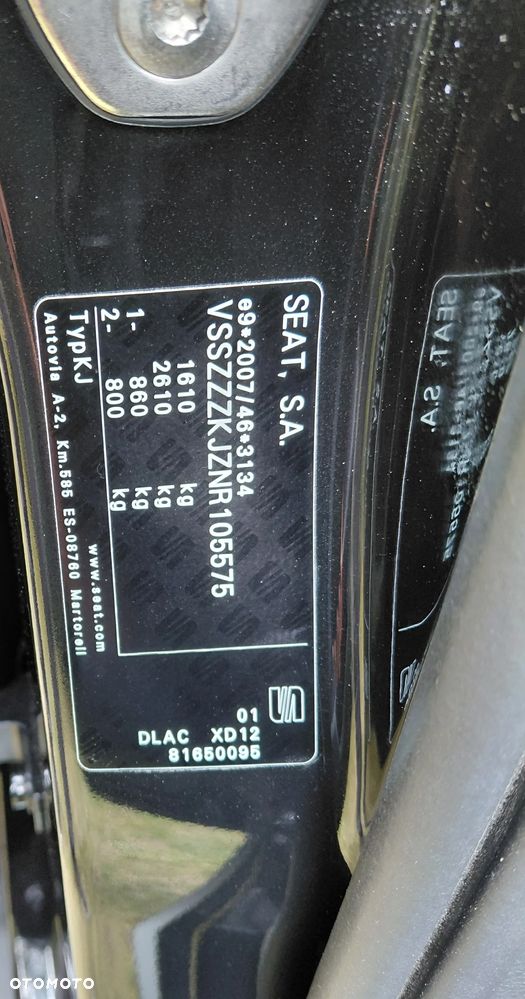 SEAT, S.A.
e9*2007/46*3134
VSSZZZKJZNR105575
1610 kg
2610 kg
1- 860 kg
2- 800 kg
TypKJ www.seat.com
Autovia A-2, Km.585 ES-08760 Martorell
01
DLAC XD12
81650095
SEAT, S.A.
OTOMOTO